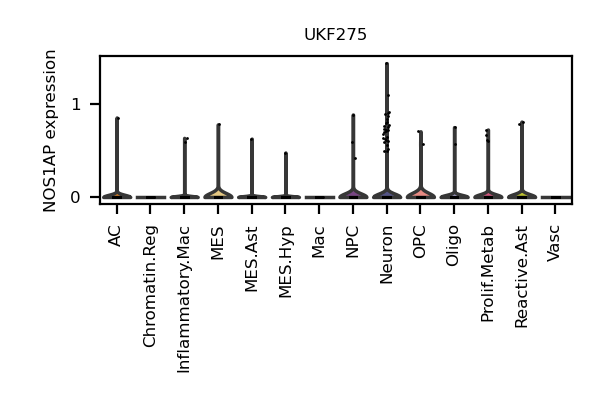 UKF275
NOS1AP expression
1
0
AC
Chromatin.Reg
Inflammatory.Mac
MES
MES.Ast
MES.Hyp
Mac
NPC
Neuron
OPC
Oligo
Prolif.Metab
Reactive.Ast
Vasc